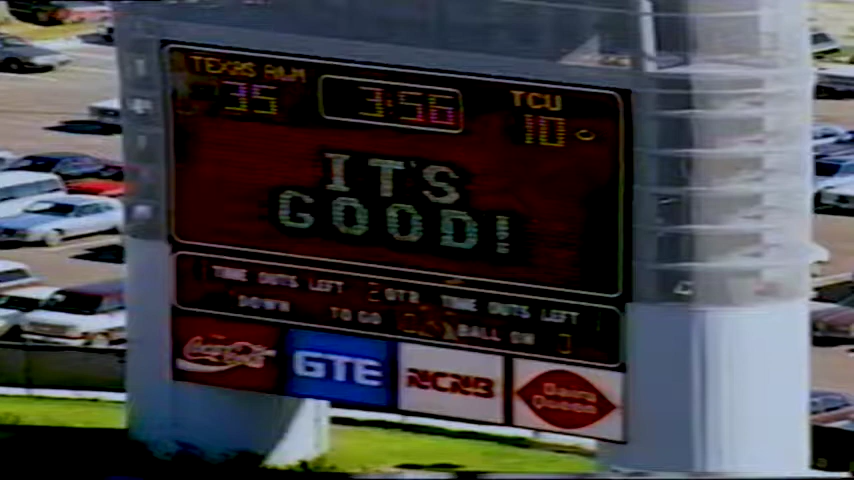 TEXAS A&M
35
3:56
TCU
10
IT'S
GOOD!
TIME OUTS LEFT
QTR
TIME OUTS LEFT
DOWN
TO GO
BALL ON
Coca-Cola
GTE
NCNB
Dairy
Queen